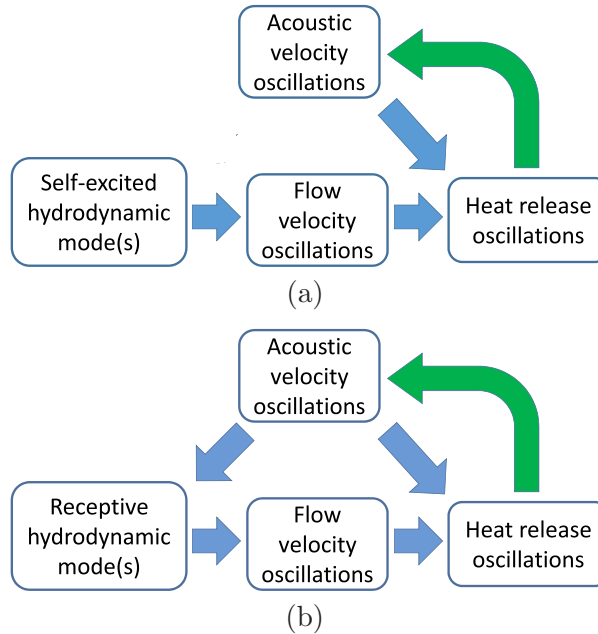 Acoustic
velocity
oscillations
Self-excited
hydrodynamic
mode(s)
Flow
velocity
oscillations
Heat release
oscillations
(a)
Acoustic
velocity
oscillations
Receptive
hydrodynamic
mode(s)
Flow
velocity
oscillations
Heat release
oscillations
(b)